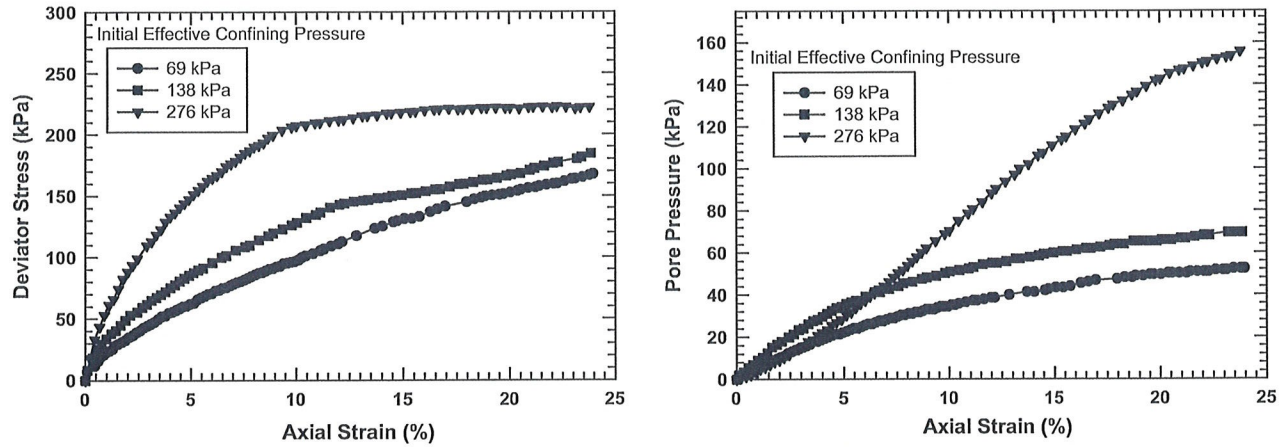 300
250
200
150
100
50
0
Deviator Stress (kPa)
Initial Effective Confining Pressure
69 kPa
138 kPa
276 kPa
0 5 10 15 20 25
Axial Strain (%)
160
140
120
100
80
60
40
20
0
Pore Pressure (kPa)
Initial Effective Confining Pressure
69 kPa
138 kPa
276 kPa
0 5 10 15 20 25
Axial Strain (%)